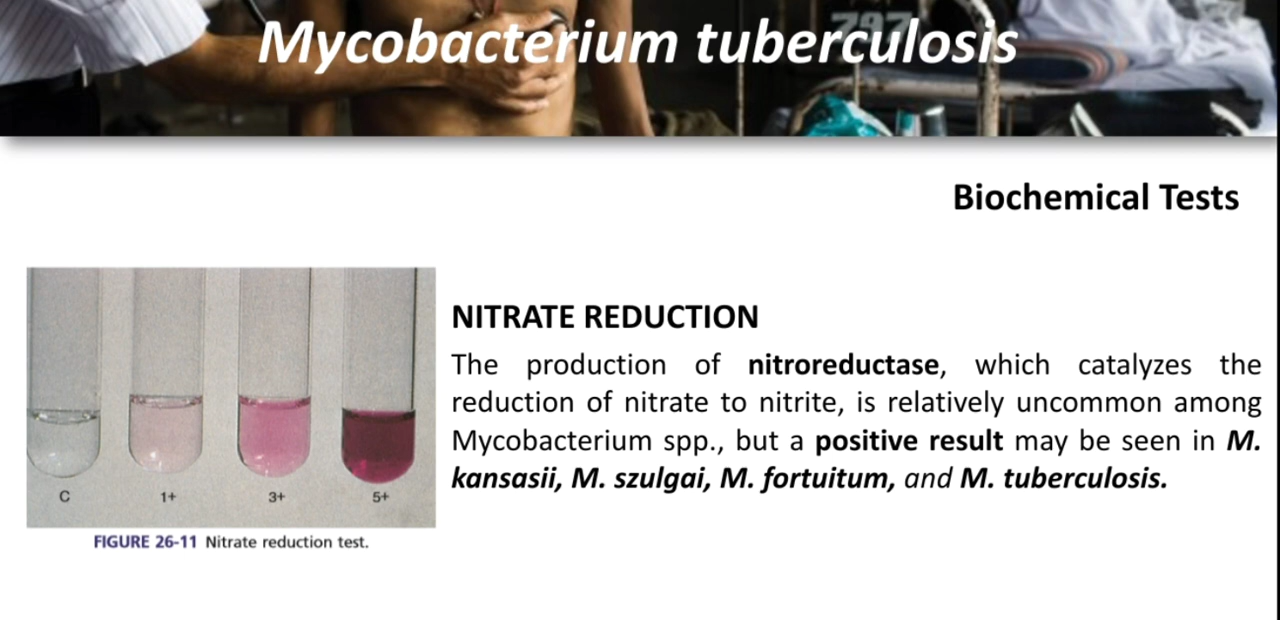 797
Mycobacterium tuberculosis
Biochemical Tests
NITRATE REDUCTION
The production of nitroreductase, which catalyzes the
reduction of nitrate to nitrite, is relatively uncommon among
Mycobacterium spp., but a positive result may be seen in M.
kansasii, M. szulgai, M. fortuitum, and M. tuberculosis.
C 1+ 3+ 5+
FIGURE 26-11 Nitrate reduction test.